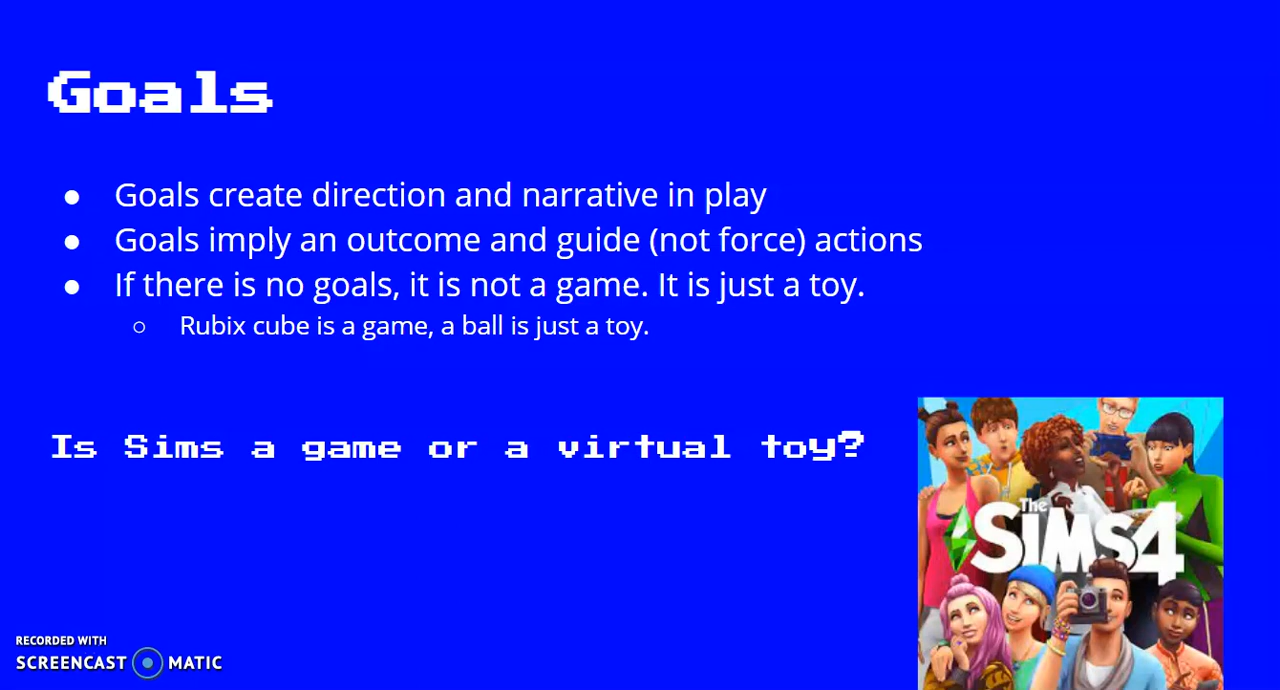 Goals
● Goals create direction and narrative in play
● Goals imply an outcome and guide (not force) actions
● If there is no goals, it is not a game. It is just a toy.
○ Rubix cube is a game, a ball is just a toy.
Is Sims a game or a virtual toy?
The
SIMS4
RECORDED WITH
SCREENCAST MATIC